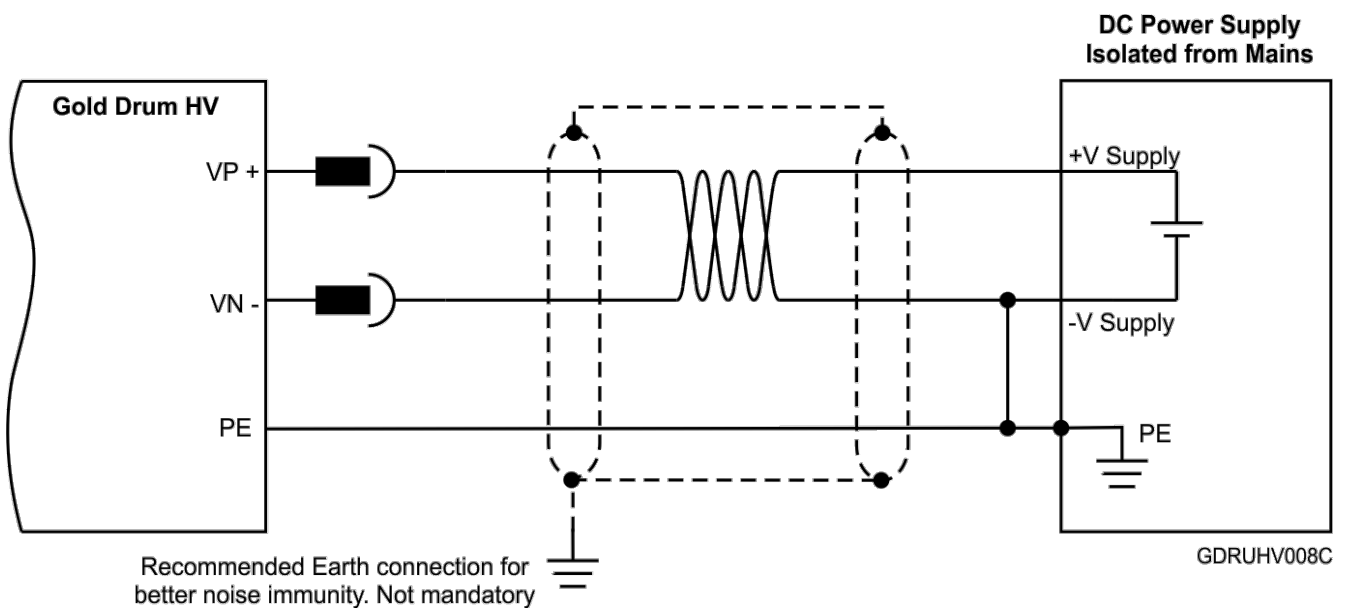 DC Power Supply
Isolated from Mains
Gold Drum HV
VP +
+V Supply
VN -
-V Supply
PE
PE
GDRUHV008C
Recommended Earth connection for
better noise immunity. Not mandatory